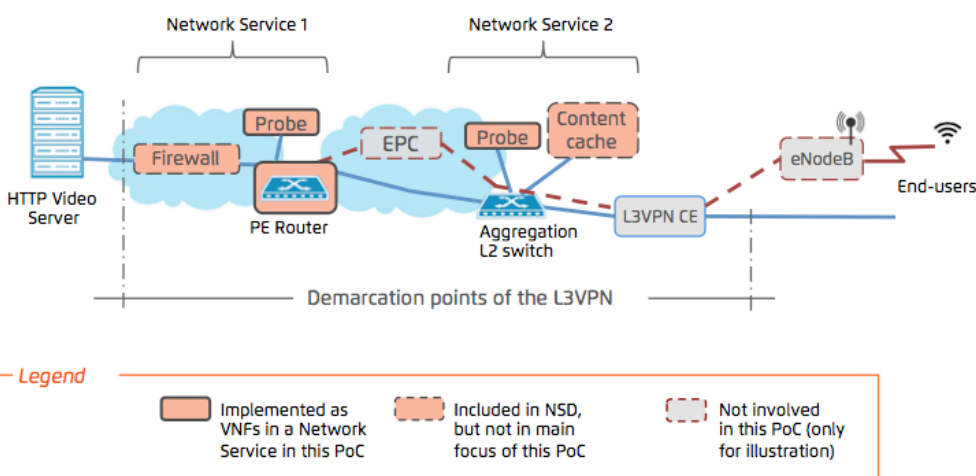 Network Service 1
Network Service 2
Probe
Content
cache
Firewall
EPC
Probe
eNodeB
HTTP Video
Server
PE Router
Aggregation
L2 switch
L3VPN CE
End-users
Demarcation points of the L3VPN
Legend
Implemented as
VNFs in a Network
Service in this PoC
Included in NSD,
but not in main
focus of this PoC
Not involved
in this PoC (only
for illustration)